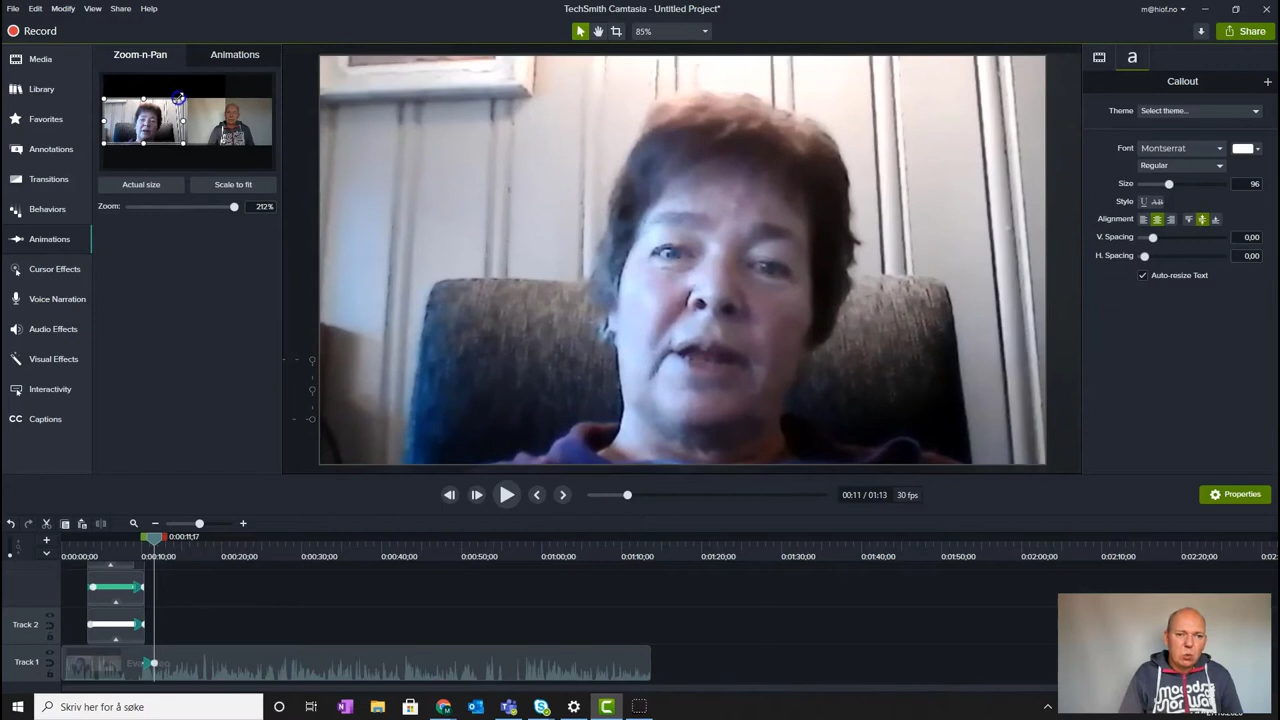 File Edit Modify View Share Help
TechSmith Camtasia - Untitled Project*
m@hiof.no
Record
85%
Share
Media
Library
Favorites
Annotations
Transitions
Behaviors
Animations
Cursor Effects
Voice Narration
Audio Effects
Visual Effects
Interactivity
CC Captions
Zoom-n-Pan Animations
Actual size Scale to fit
Zoom: 212%
a
Callout
Theme Select theme...
Font Montserrat
Regular
Size 96
Style U AB
Alignment
V. Spacing 0,00
H. Spacing 0,00
Auto-resize Text
00:11 / 01:13 30 fps
Properties
0:00:11;17
0:00:00;00 0:00:10;00 0:00:20;00 0:00:30;00 0:00:40;00 0:00:50;00 0:01:00;00 0:01:10;00 0:01:20;00 0:01:30;00 0:01:40;00 0:01:50;00 0:02:00;00 0:02:10;00 0:02:20;00 0:02
Track 2
Track 1
Skriv her for å søke